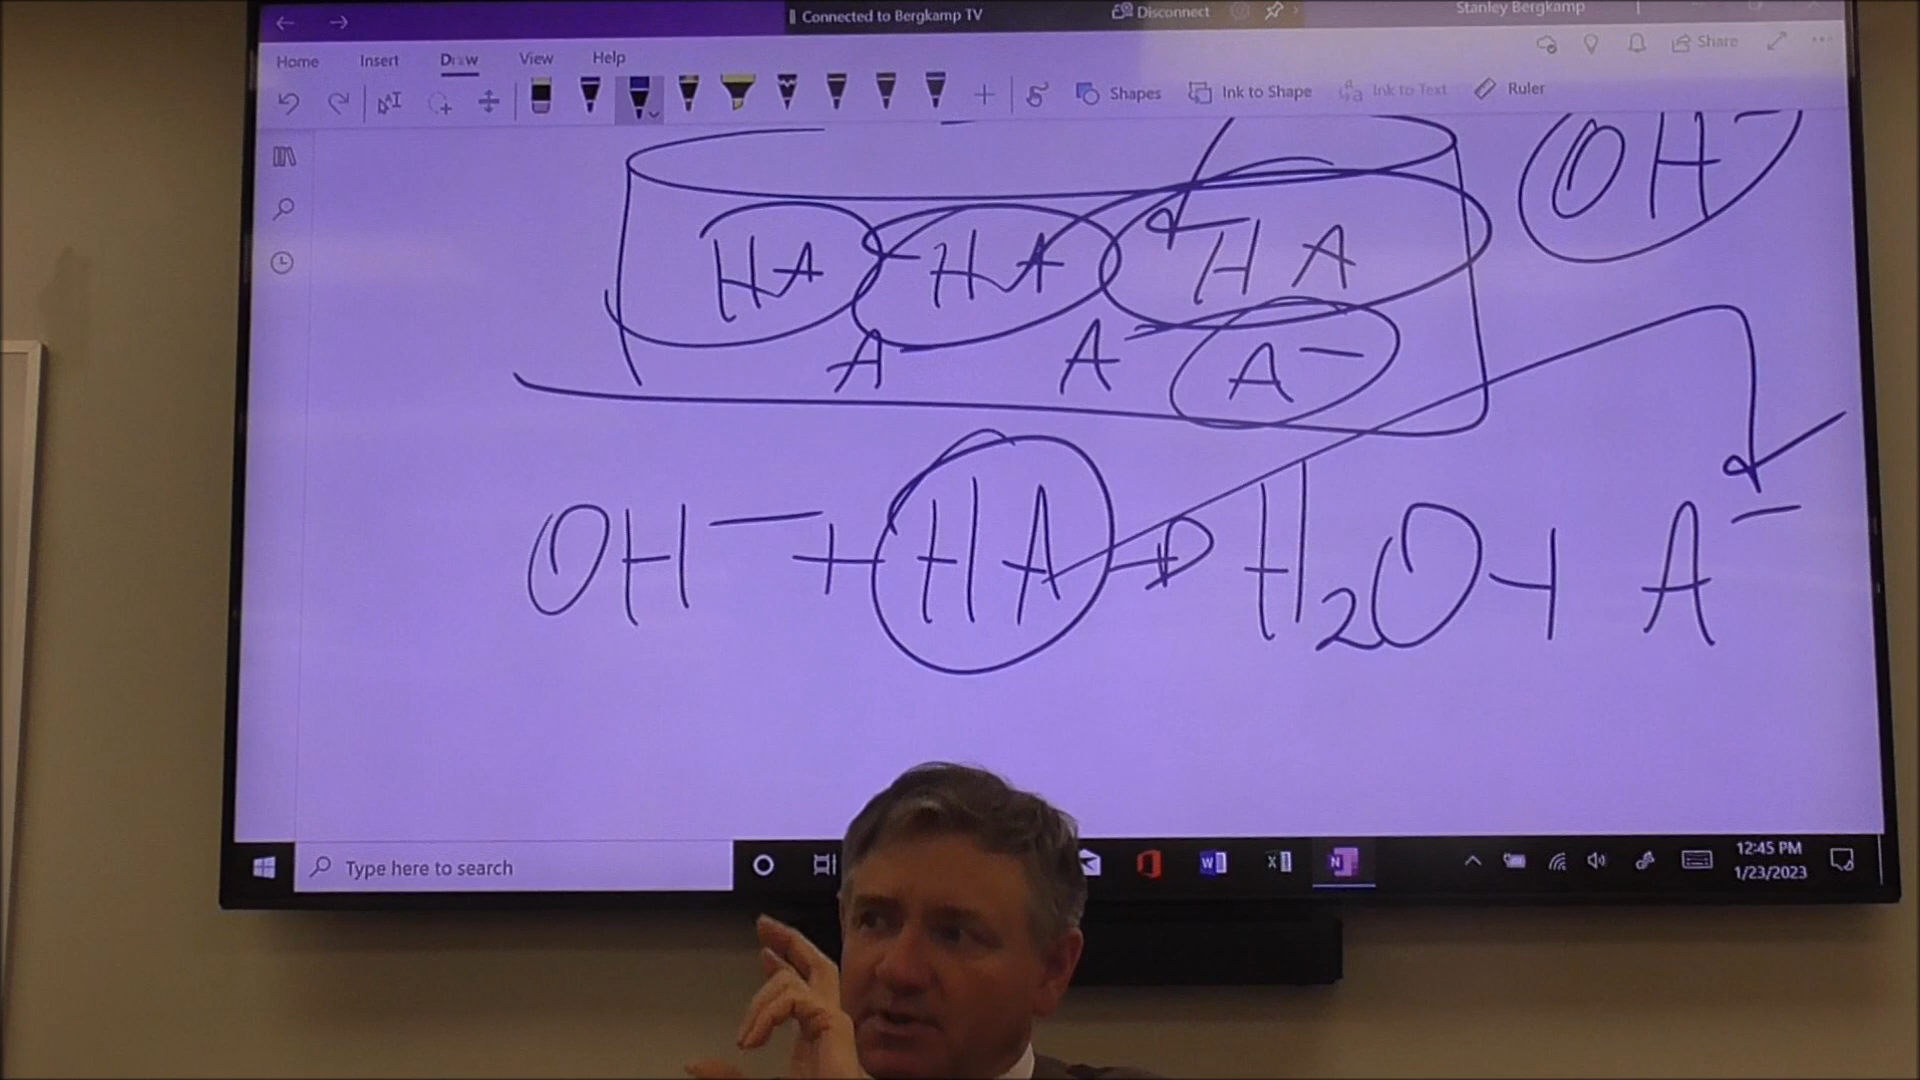 Connected to Bergkamp TV Disconnect Stanley Bergkamp
Home Insert Draw View Help Share
Shapes Ink to Shape Ink to Text Ruler
OH⁻
HA HA HA
A⁻ A⁻ A⁻
OH⁻ + HA → H₂O + A⁻
Type here to search
W X N
12:45 PM
1/23/2023